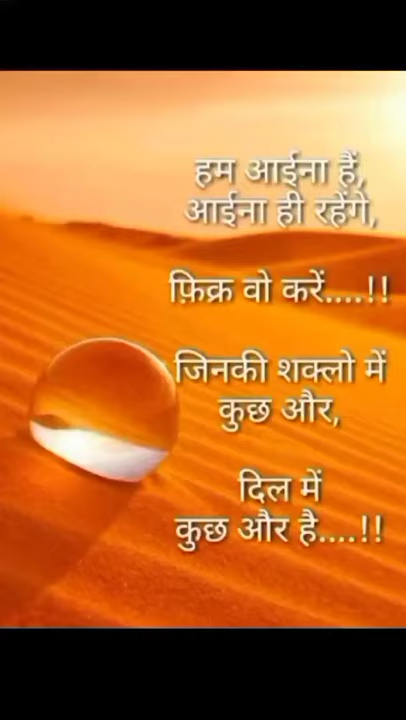 हम आईना हैं,
आईना ही रहेंगे,
फ़िक्र वो करें....!!
जिनकी शक्लो में
कुछ और,
दिल में
कुछ और है....!!